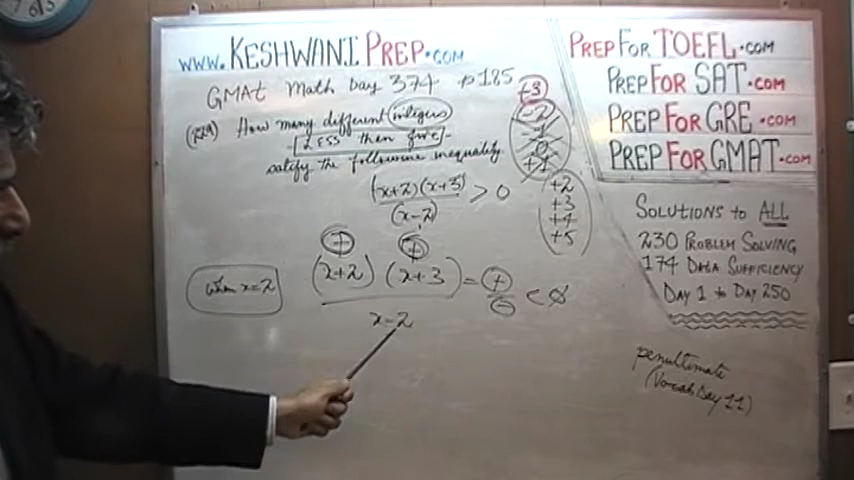 www.KESHWANIPREP.COM
GMAT Math Day 374 p185
How many different integers
LESS than five
satisfy the following inequality
(x+2)(x+3) > 0
(x-2)
+3
-2
-1
0
+1
+2
+3
+4
+5
when x=2
+ +
(x+2) (x+3) = + < 0
x-2 -
PREPFORTOEFL.COM
PREPFORSAT.COM
PREPFORGRE.COM
PREPFORGMAT.COM
SOLUTIONS TO ALL
230 PROBLEM SOLVING
174 DATA SUFFICIENCY
DAY 1 to DAY 250
penultimate
(Vocab Day 11)